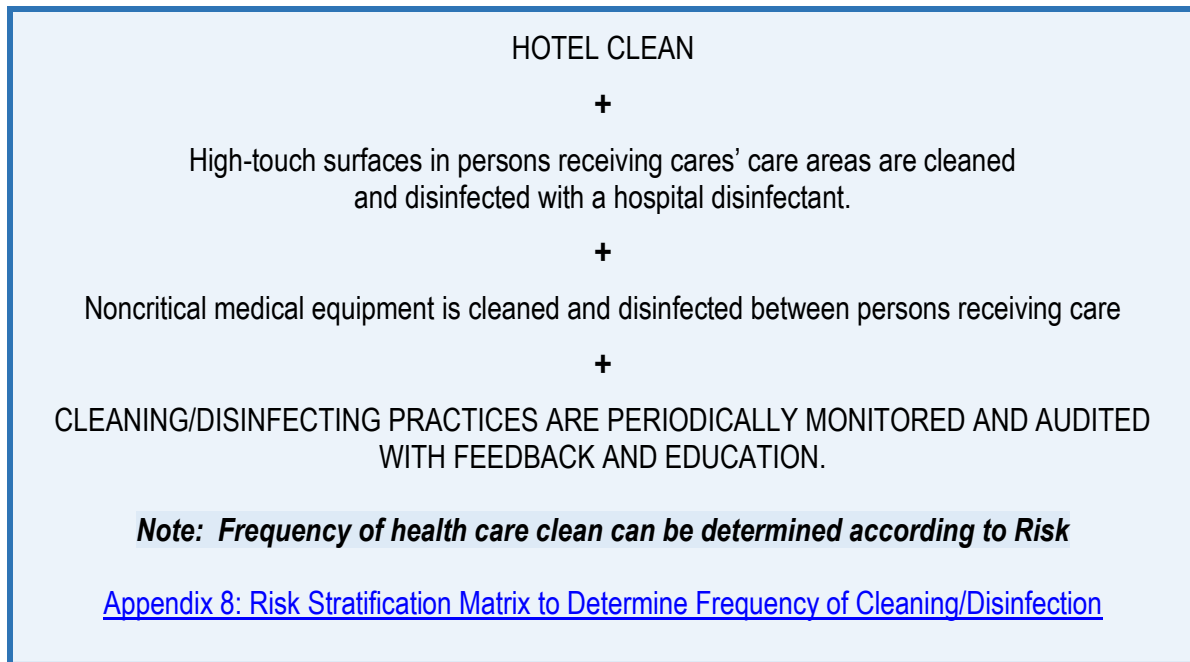 HOTEL CLEAN
+
High-touch surfaces in persons receiving cares’ care areas are cleaned
and disinfected with a hospital disinfectant.
+
Noncritical medical equipment is cleaned and disinfected between persons receiving care
+
CLEANING/DISINFECTING PRACTICES ARE PERIODICALLY MONITORED AND AUDITED
WITH FEEDBACK AND EDUCATION.
Note:  Frequency of health care clean can be determined according to Risk
Appendix 8: Risk Stratification Matrix to Determine Frequency of Cleaning/Disinfection